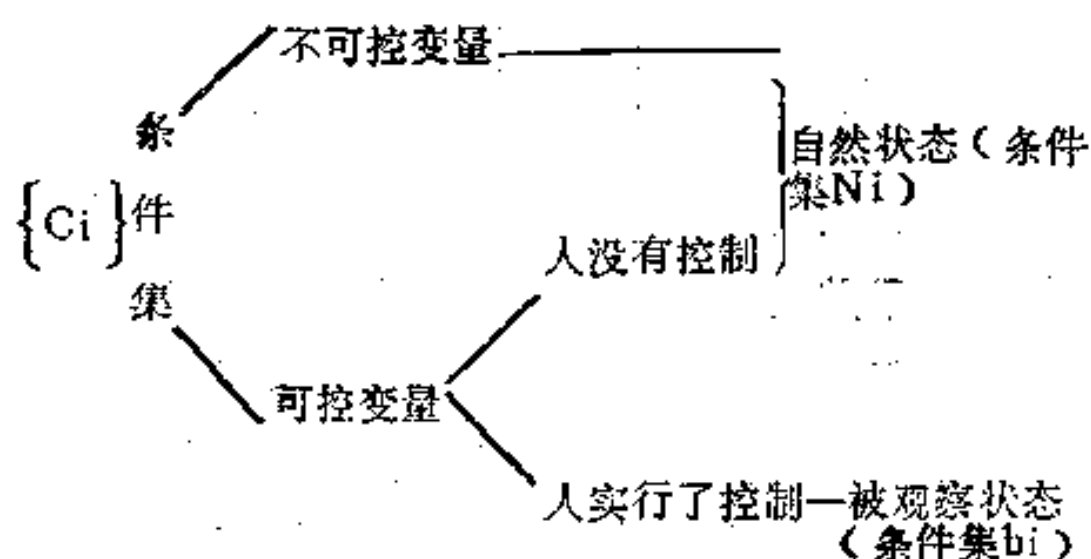 不可控变量
条件集
{Ci}
自然状态（条件
集Ni）
人没有控制
可控变量
人实行了控制—被观察状态
（条件集bi）